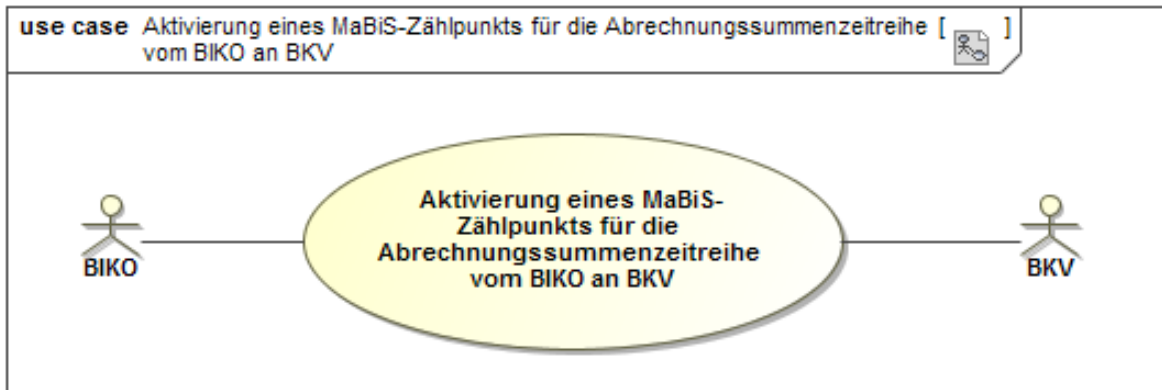 use case Aktivierung eines MaBiS-Zählpunkts für die Abrechnungssummenzeitreihe [ ]
vom BIKO an BKV
Aktivierung eines MaBiS-
Zählpunkts für die
Abrechnungssummenzeitreihe
vom BIKO an BKV
BIKO
BKV